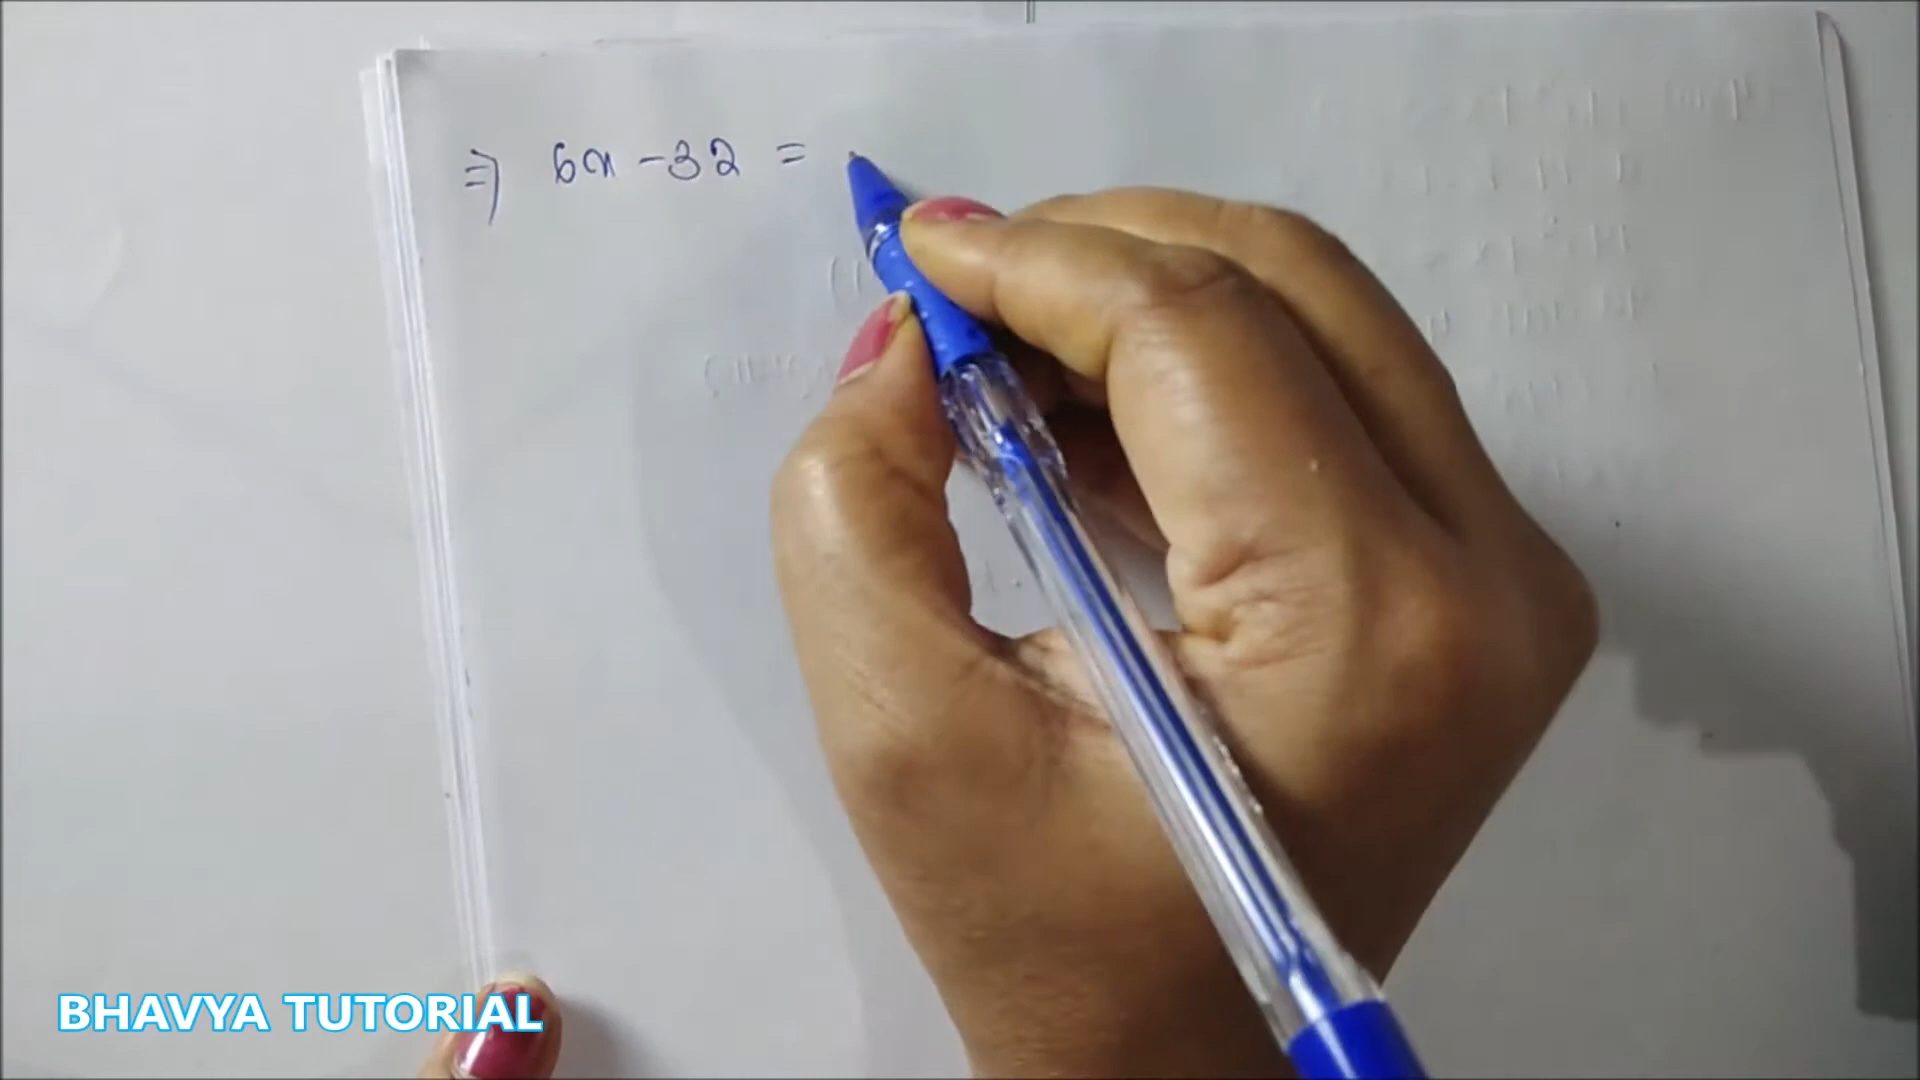 ⇒ 6x - 32 =
BHAVYA TUTORIAL